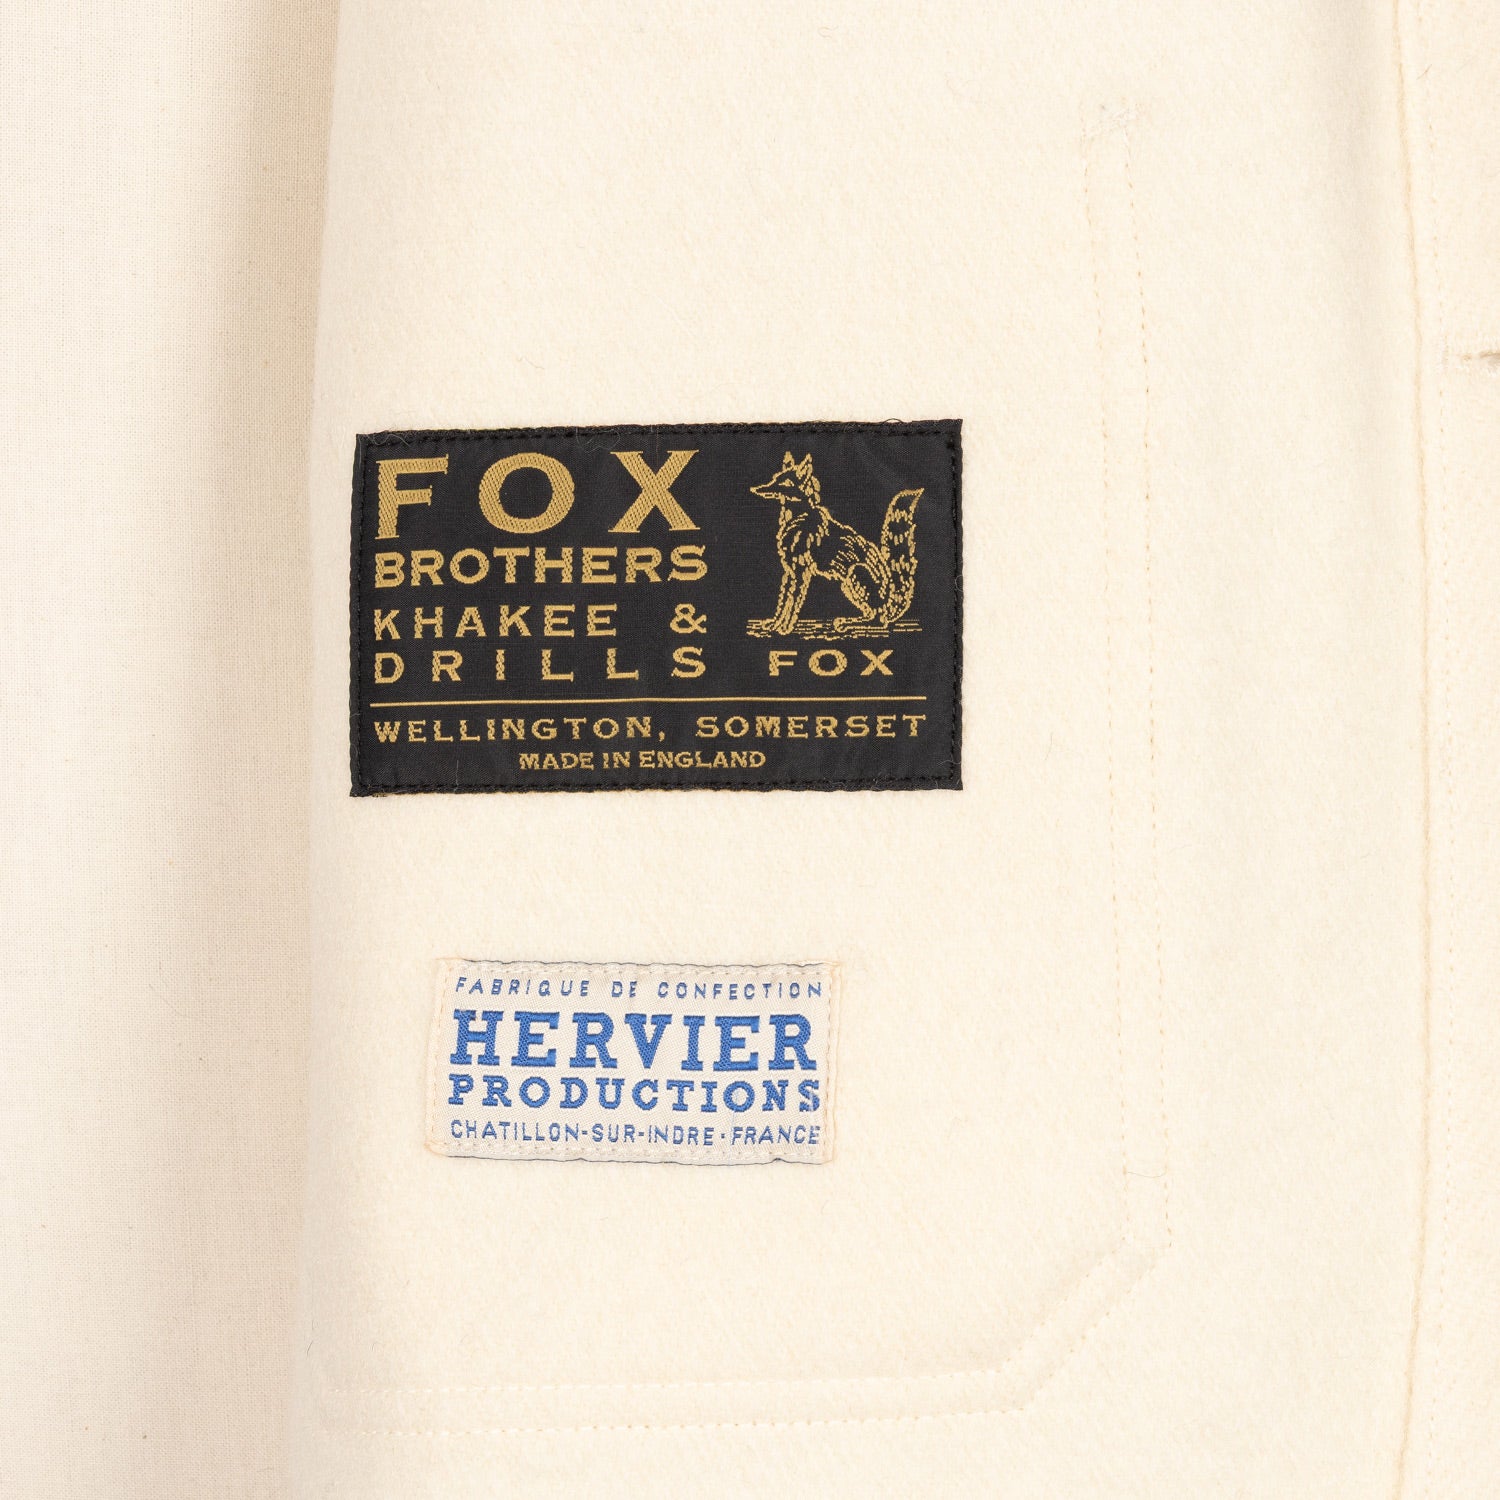 FOX
BROTHERS
KHAKEE &
DRILLS
FOX
WELLINGTON, SOMERSET
MADE IN ENGLAND
FABRIQUE DE CONFECTION
HERVIER
PRODUCTIONS
CHATILLON-SUR-INDRE·FRANCE